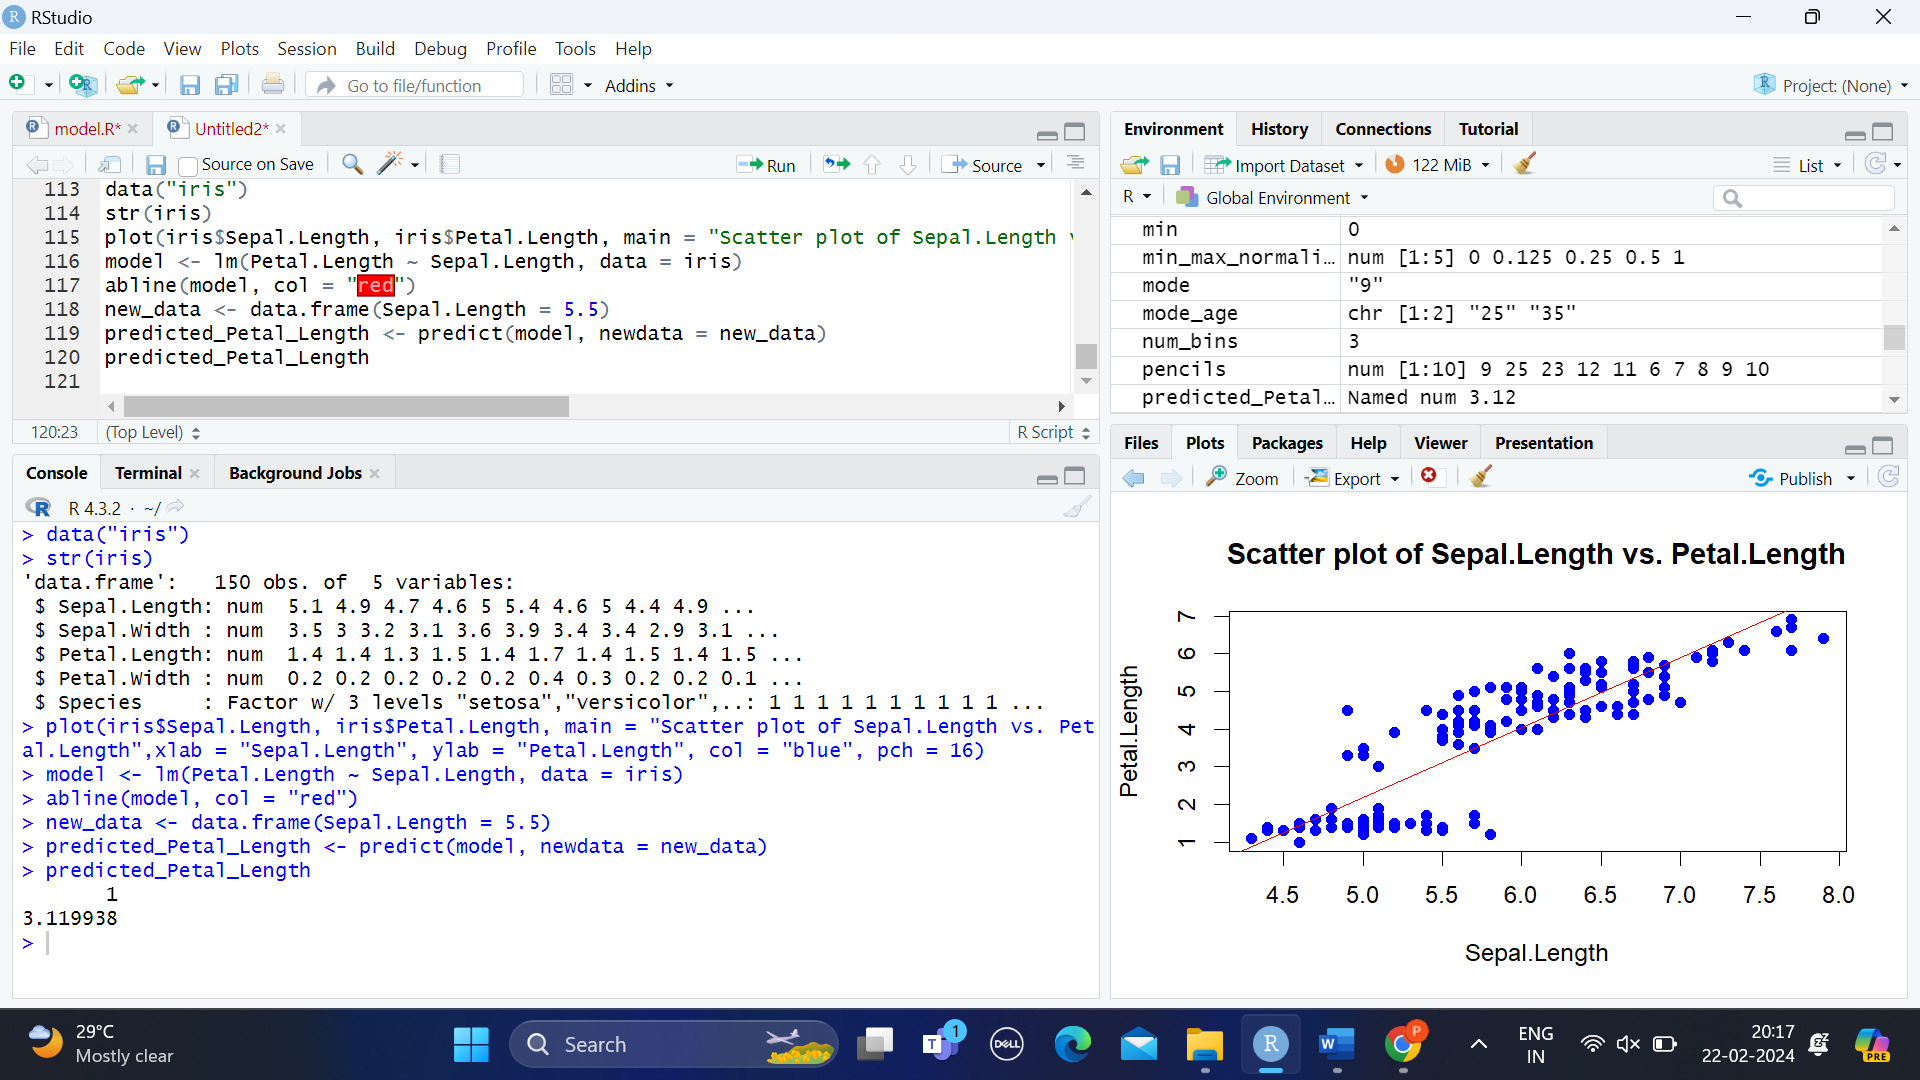 RStudio
File Edit Code View Plots Session Build Debug Profile Tools Help
Go to file/function Addins Project: (None)
model.R* Untitled2*
Source on Save Run Source
113 data("iris")
114 str(iris)
115 plot(iris$Sepal.Length, iris$Petal.Length, main = "Scatter plot of Sepal.Length
116 model <- lm(Petal.Length ~ Sepal.Length, data = iris)
117 abline(model, col = "red")
118 new_data <- data.frame(Sepal.Length = 5.5)
119 predicted_Petal_Length <- predict(model, newdata = new_data)
120 predicted_Petal_Length
121
120:23 (Top Level) R Script
Console Terminal Background Jobs
R 4.3.2 · ~/
> data("iris")
> str(iris)
'data.frame': 150 obs. of 5 variables:
$ Sepal.Length: num 5.1 4.9 4.7 4.6 5 5.4 4.6 5 4.4 4.9 ...
$ Sepal.Width : num 3.5 3 3.2 3.1 3.6 3.9 3.4 3.4 2.9 3.1 ...
$ Petal.Length: num 1.4 1.4 1.3 1.5 1.4 1.7 1.4 1.5 1.4 1.5 ...
$ Petal.Width : num 0.2 0.2 0.2 0.2 0.2 0.4 0.3 0.2 0.2 0.1 ...
$ Species : Factor w/ 3 levels "setosa","versicolor",..: 1 1 1 1 1 1 1 1 1 1 ...
> plot(iris$Sepal.Length, iris$Petal.Length, main = "Scatter plot of Sepal.Length vs. Pet
al.Length",xlab = "Sepal.Length", ylab = "Petal.Length", col = "blue", pch = 16)
> model <- lm(Petal.Length ~ Sepal.Length, data = iris)
> abline(model, col = "red")
> new_data <- data.frame(Sepal.Length = 5.5)
> predicted_Petal_Length <- predict(model, newdata = new_data)
> predicted_Petal_Length
1
3.119938
>
Environment History Connections Tutorial
Import Dataset 122 MiB List
R Global Environment
min 0
min_max_normali... num [1:5] 0 0.125 0.25 0.5 1
mode "9"
mode_age chr [1:2] "25" "35"
num_bins 3
pencils num [1:10] 9 25 23 12 11 6 7 8 9 10
predicted_Petal... Named num 3.12
Files Plots Packages Help Viewer Presentation
Zoom Export Publish
Scatter plot of Sepal.Length vs. Petal.Length
Petal.Length
7
6
5
4
3
2
1
4.5 5.0 5.5 6.0 6.5 7.0 7.5 8.0
Sepal.Length
29°C
Mostly clear
Search
T 1
DELL
R
W
P
ENG
IN
20:17
22-02-2024
PRE